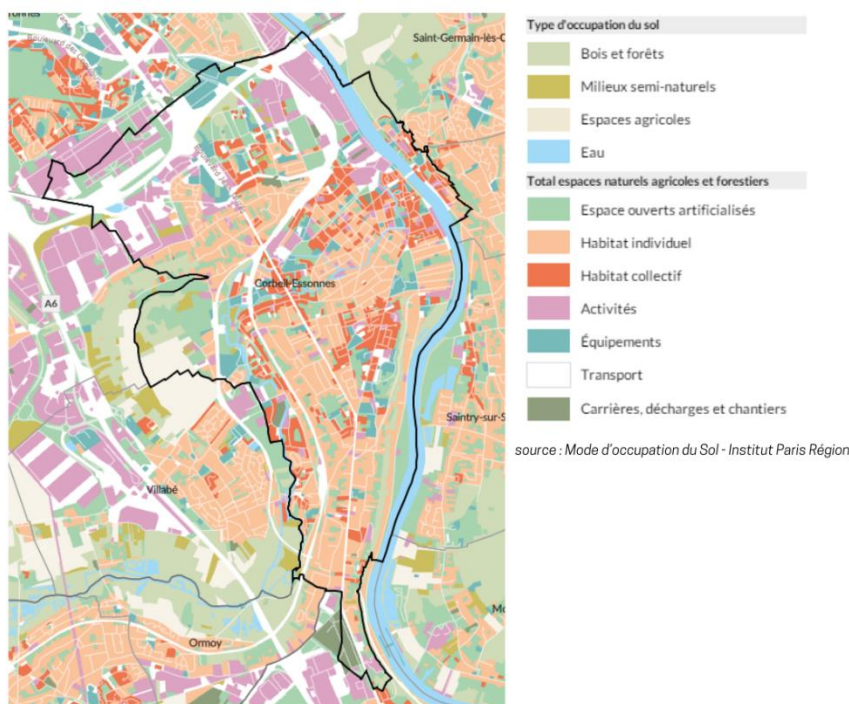 Saint-Germain-lès-C
Corbeil-Essonnes
A6
Saintry-sur-S
Villabé
Mo
Ormoy
Type d'occupation du sol
Bois et forêts
Milieux semi-naturels
Espaces agricoles
Eau
Total espaces naturels agricoles et forestiers
Espace ouverts artificialisés
Habitat individuel
Habitat collectif
Activités
Équipements
Transport
Carrières, décharges et chantiers
source : Mode d'occupation du Sol - Institut Paris Région